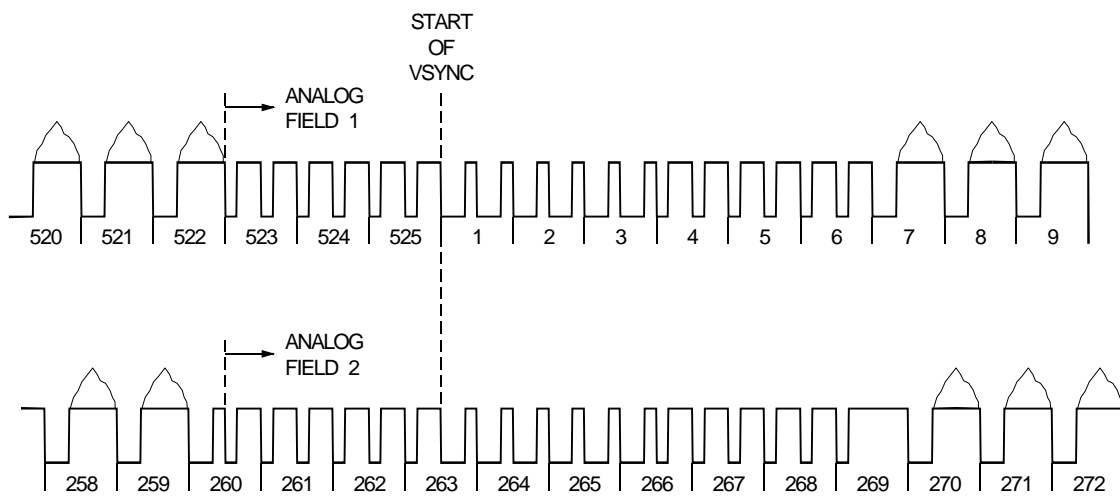 START
OF
VSYNC
ANALOG
FIELD 1
520 521 522 523 524 525 1 2 3 4 5 6 7 8 9
ANALOG
FIELD 2
258 259 260 261 262 263 264 265 266 267 268 269 270 271 272